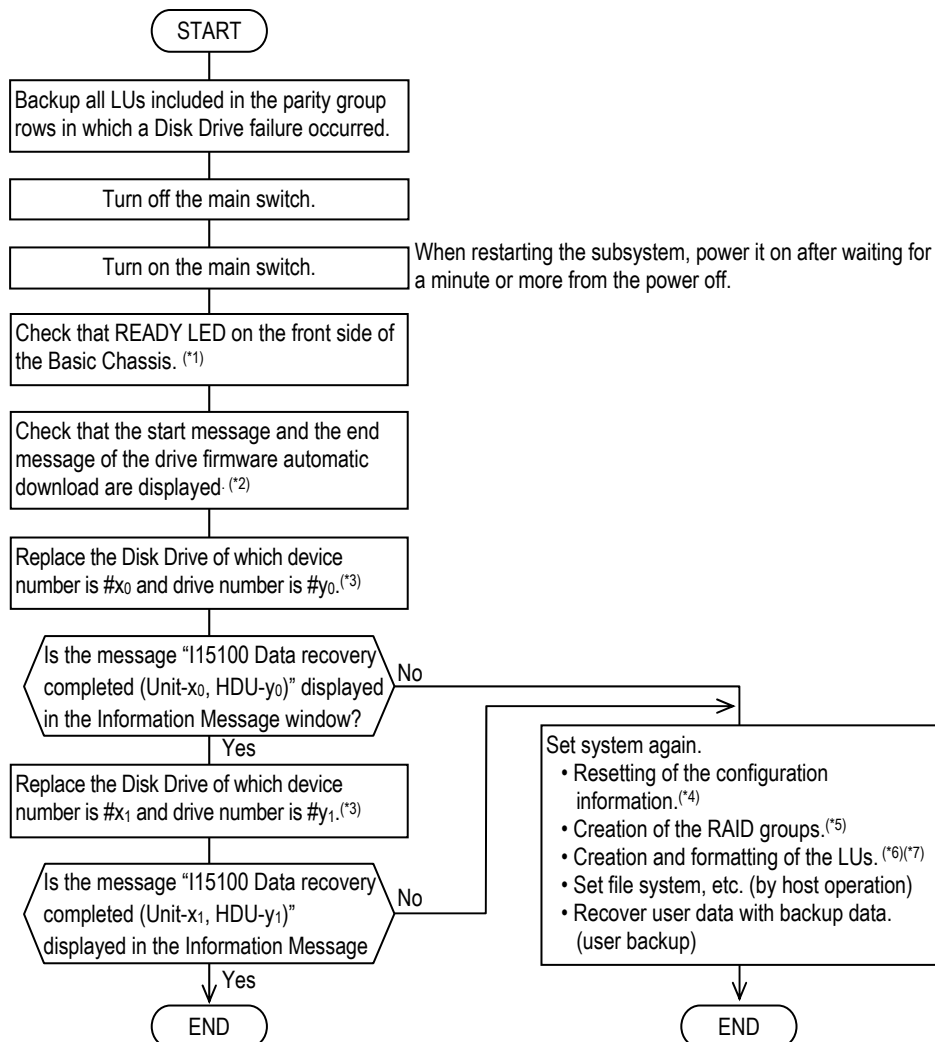 START
Backup all LUs included in the parity group
rows in which a Disk Drive failure occurred.
Turn off the main switch.
Turn on the main switch.
When restarting the subsystem, power it on after waiting for
a minute or more from the power off.
Check that READY LED on the front side of
the Basic Chassis. (*1)
Check that the start message and the end
message of the drive firmware automatic
download are displayed. (*2)
Replace the Disk Drive of which device
number is #x0 and drive number is #y0.(*3)
Is the message “I15100 Data recovery
completed (Unit-x0, HDU-y0)” displayed
in the Information Message window?
No
Yes
Replace the Disk Drive of which device
number is #x1 and drive number is #y1.(*3)
Is the message “I15100 Data recovery
completed (Unit-x1, HDU-y1)”
displayed in the Information Message
No
Yes
END
Set system again.
• Resetting of the configuration
information.(*4)
• Creation of the RAID groups.(*5)
• Creation and formatting of the LUs. (*6)(*7)
• Set file system, etc. (by host operation)
• Recover user data with backup data.
(user backup)
END